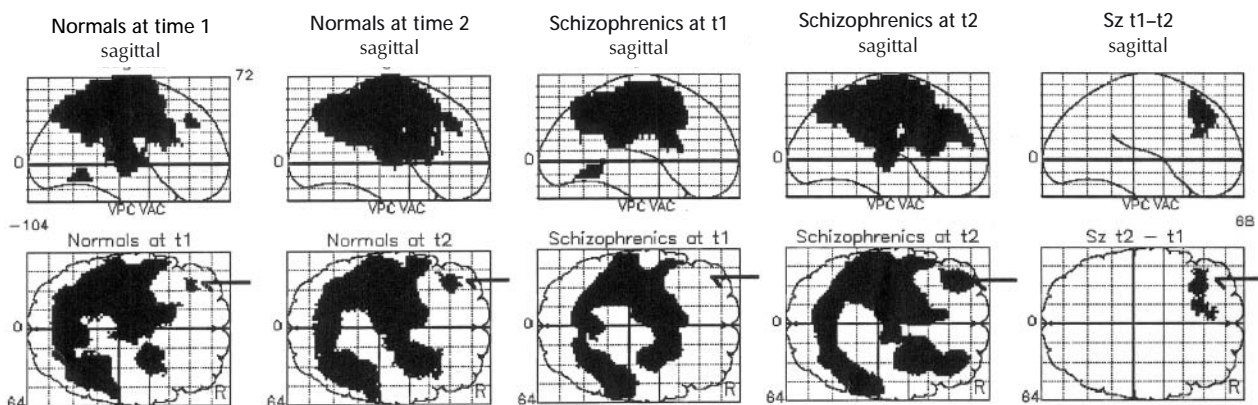 Normals at time 1
sagittal
Normals at time 2
sagittal
Schizophrenics at t1
sagittal
Schizophrenics at t2
sagittal
Sz t1–t2
sagittal
72
0
0
0
0
0
VPC VAC
VPC VAC
VPC VAC
VPC VAC
VPC VAC
-104
68
Normals at t1
Normals at t2
Schizophrenics at t1
Schizophrenics at t2
Sz t2 - t1
0
0
0
0
0
R
R
R
R
R
64
64
64
64
64